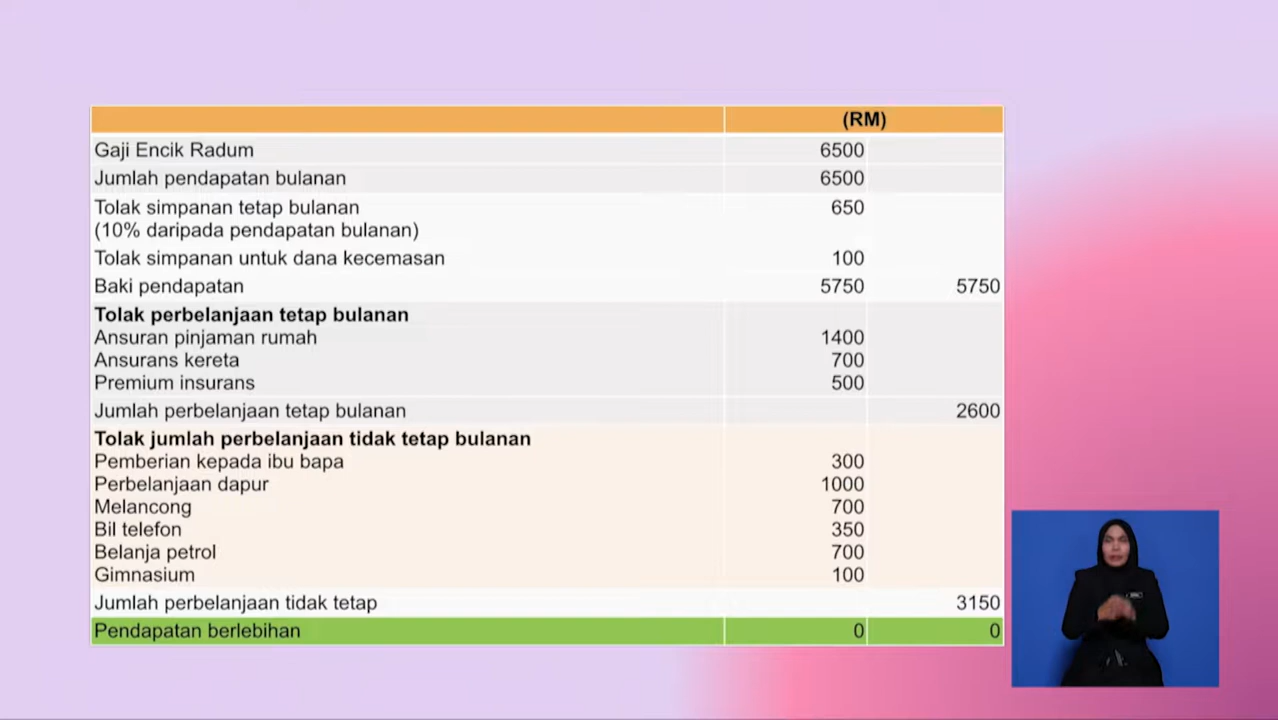 (RM)
Gaji Encik Radum 6500
Jumlah pendapatan bulanan 6500
Tolak simpanan tetap bulanan 650
(10% daripada pendapatan bulanan)
Tolak simpanan untuk dana kecemasan 100
Baki pendapatan 5750 5750
Tolak perbelanjaan tetap bulanan
Ansuran pinjaman rumah 1400
Ansurans kereta 700
Premium insurans 500
Jumlah perbelanjaan tetap bulanan 2600
Tolak jumlah perbelanjaan tidak tetap bulanan
Pemberian kepada ibu bapa 300
Perbelanjaan dapur 1000
Melancong 700
Bil telefon 350
Belanja petrol 700
Gimnasium 100
Jumlah perbelanjaan tidak tetap 3150
Pendapatan berlebihan 0 0